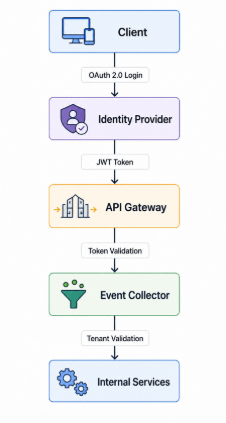 Client
OAuth 2.0 Login
Identity Provider
JWT Token
API Gateway
Token Validation
Event Collector
Tenant Validation
Internal Services